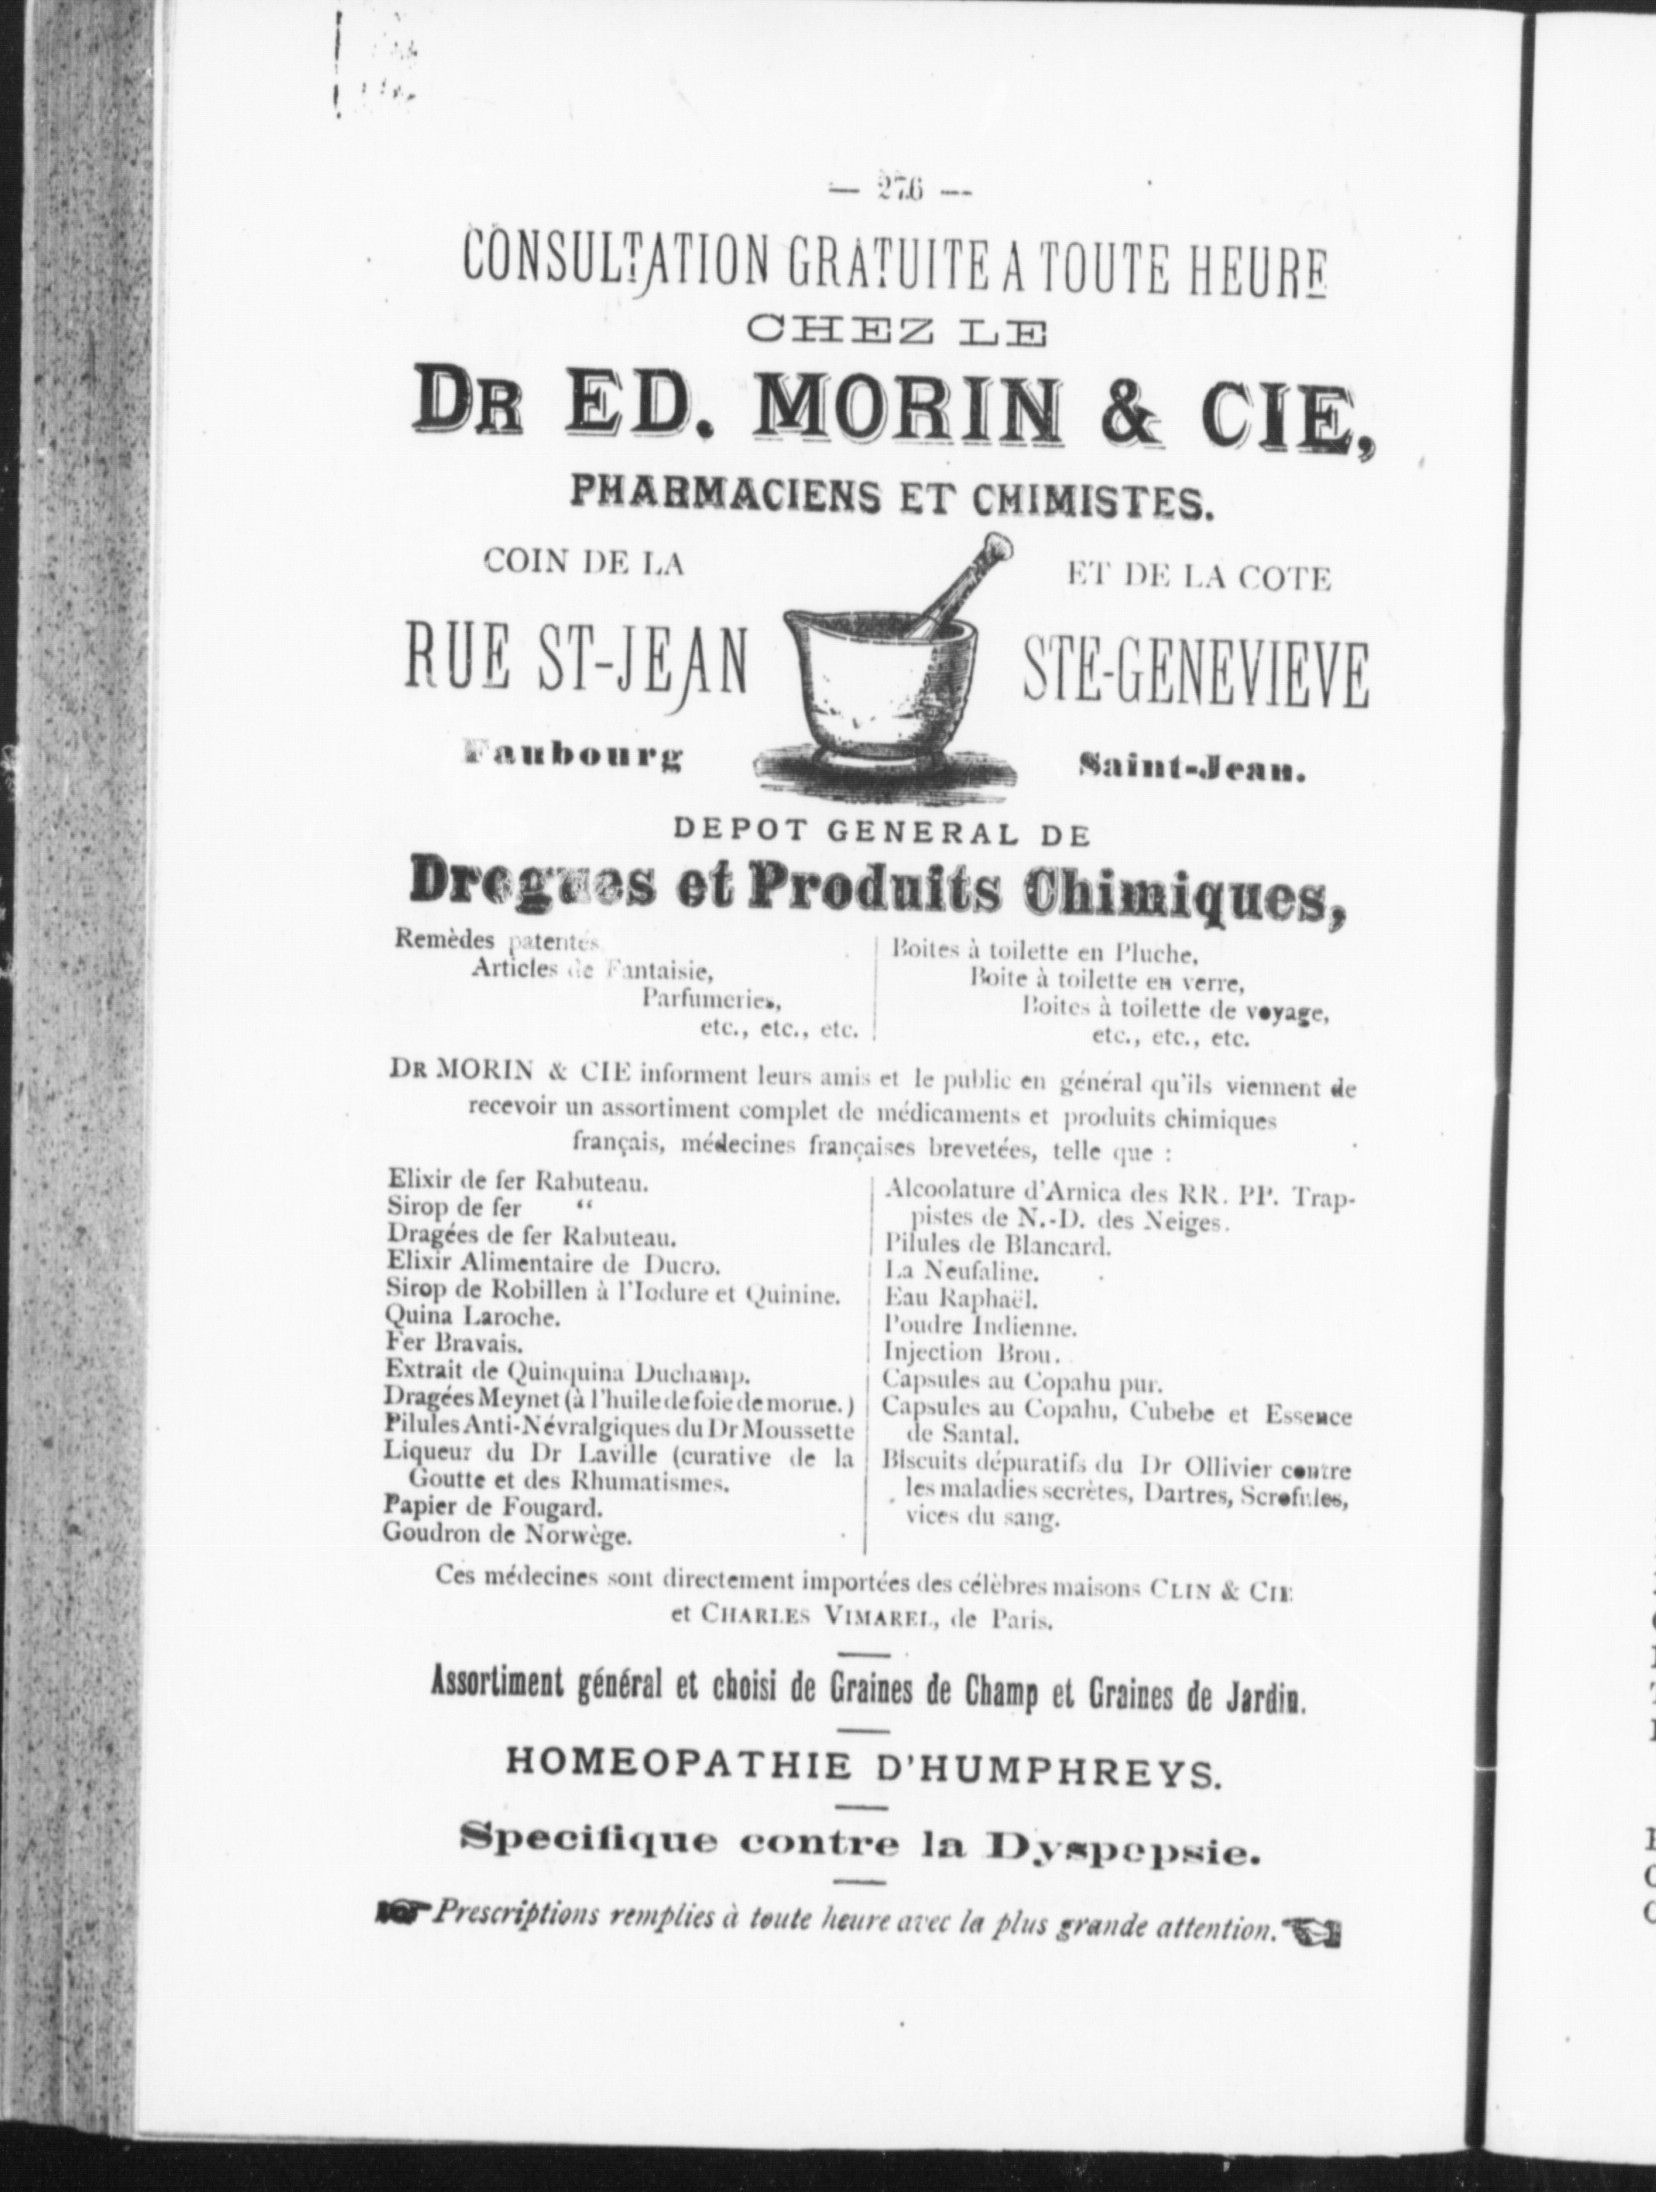 — 276 —
CONSULTATION GRATUITE A TOUTE HEURE
CHEZ LE
DR ED. MORIN & CIE,
PHARMACIENS ET CHIMISTES.
COIN DE LA
RUE ST-JEAN
Faubourg
ET DE LA COTE
STE-GENEVIEVE
Saint-Jean.
DEPOT GENERAL DE
Drogues et Produits Chimiques,
Remèdes patentés
Articles de Fantaisie,
Parfumeries,
etc., etc., etc.
Boites à toilette en Pluche,
Boite à toilette en verre,
Boites à toilette de voyage,
etc., etc., etc.
DR MORIN & CIE informent leurs amis et le public en général qu'ils viennent de
recevoir un assortiment complet de médicaments et produits chimiques
français, médecines françaises brevetées, telle que :
Elixir de fer Rabuteau.
Sirop de fer “
Dragées de fer Rabuteau.
Elixir Alimentaire de Ducro.
Sirop de Robillen à l'Iodure et Quinine.
Quina Laroche.
Fer Bravais.
Extrait de Quinquina Duchamp.
Dragées Meynet (à l'huile de foie de morue.)
Pilules Anti-Névralgiques du Dr Moussette
Liqueur du Dr Laville (curative de la
Goutte et des Rhumatismes.
Papier de Fougard.
Goudron de Norwège.
Alcoolature d'Arnica des RR. PP. Trap-
pistes de N.-D. des Neiges.
Pilules de Blancard.
La Neufaline.
Eau Raphaël.
Poudre Indienne.
Injection Brou.
Capsules au Copahu pur.
Capsules au Copahu, Cubebe et Essence
de Santal.
Biscuits dépuratifs du Dr Ollivier contre
les maladies secrètes, Dartres, Scrofules,
vices du sang.
Ces médecines sont directement importées des célèbres maisons CLIN & CIE
et CHARLES VIMAREL, de Paris.
Assortiment général et choisi de Graines de Champ et Graines de Jardin.
HOMEOPATHIE D'HUMPHREYS.
Specifique contre la Dyspepsie.
Prescriptions remplies à toute heure avec la plus grande attention.